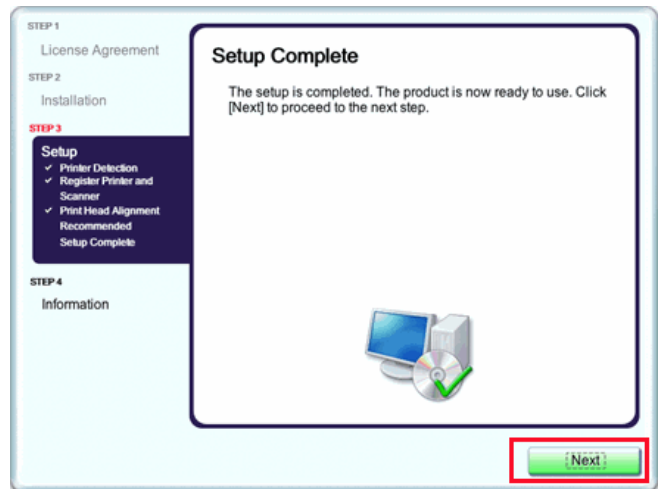 STEP 1
License Agreement
STEP 2
Installation
STEP 3
Setup
Printer Detection
Register Printer and
Scanner
Print Head Alignment
Recommended
Setup Complete
STEP 4
Information
Setup Complete
The setup is completed. The product is now ready to use. Click
[Next] to proceed to the next step.
Next